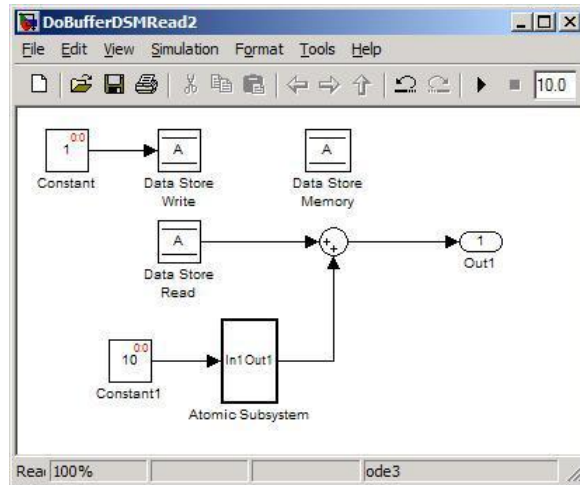 DoBufferDSMRead2
File Edit View Simulation Format Tools Help
10.0
0:0
1
Constant
A
Data Store
Write
A
Data Store
Memory
A
Data Store
Read
++
1
Out1
0:0
10
Constant1
In1 Out1
Atomic Subsystem
Rea 100% ode3